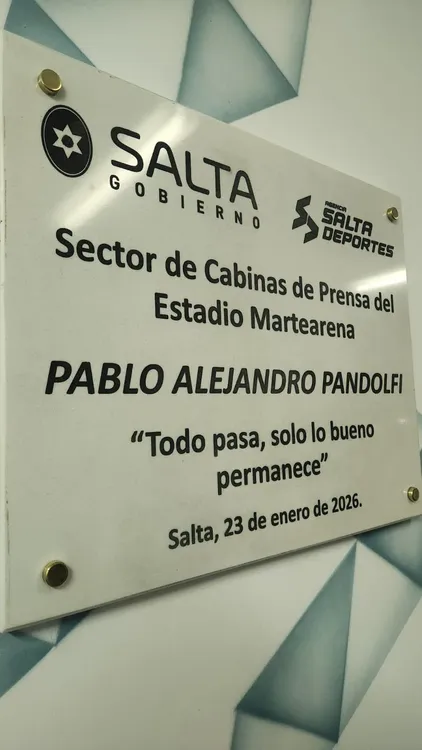 SALTA
GOBIERNO
AGENCIA
SALTA
DEPORTES
Sector de Cabinas de Prensa del
Estadio Martearena
PABLO ALEJANDRO PANDOLFI
“Todo pasa, solo lo bueno
permanece”
Salta, 23 de enero de 2026.